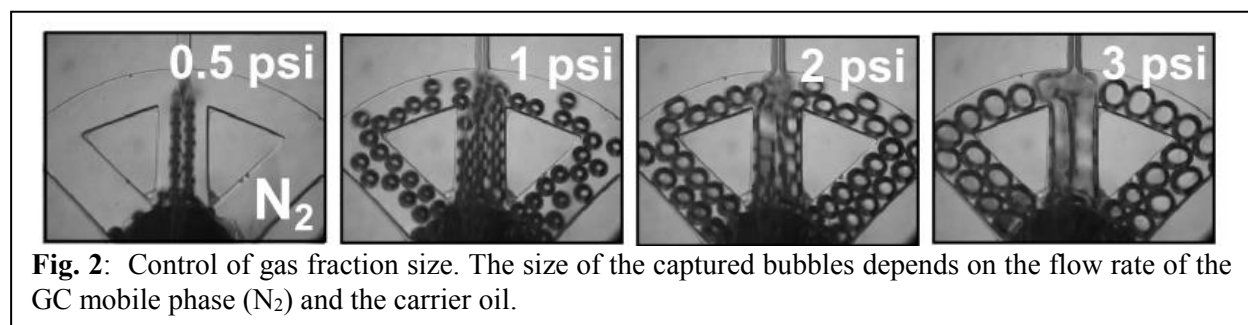 0.5 psi
N₂
1 psi
2 psi
3 psi
Fig. 2: Control of gas fraction size. The size of the captured bubbles depends on the flow rate of the
GC mobile phase (N₂) and the carrier oil.